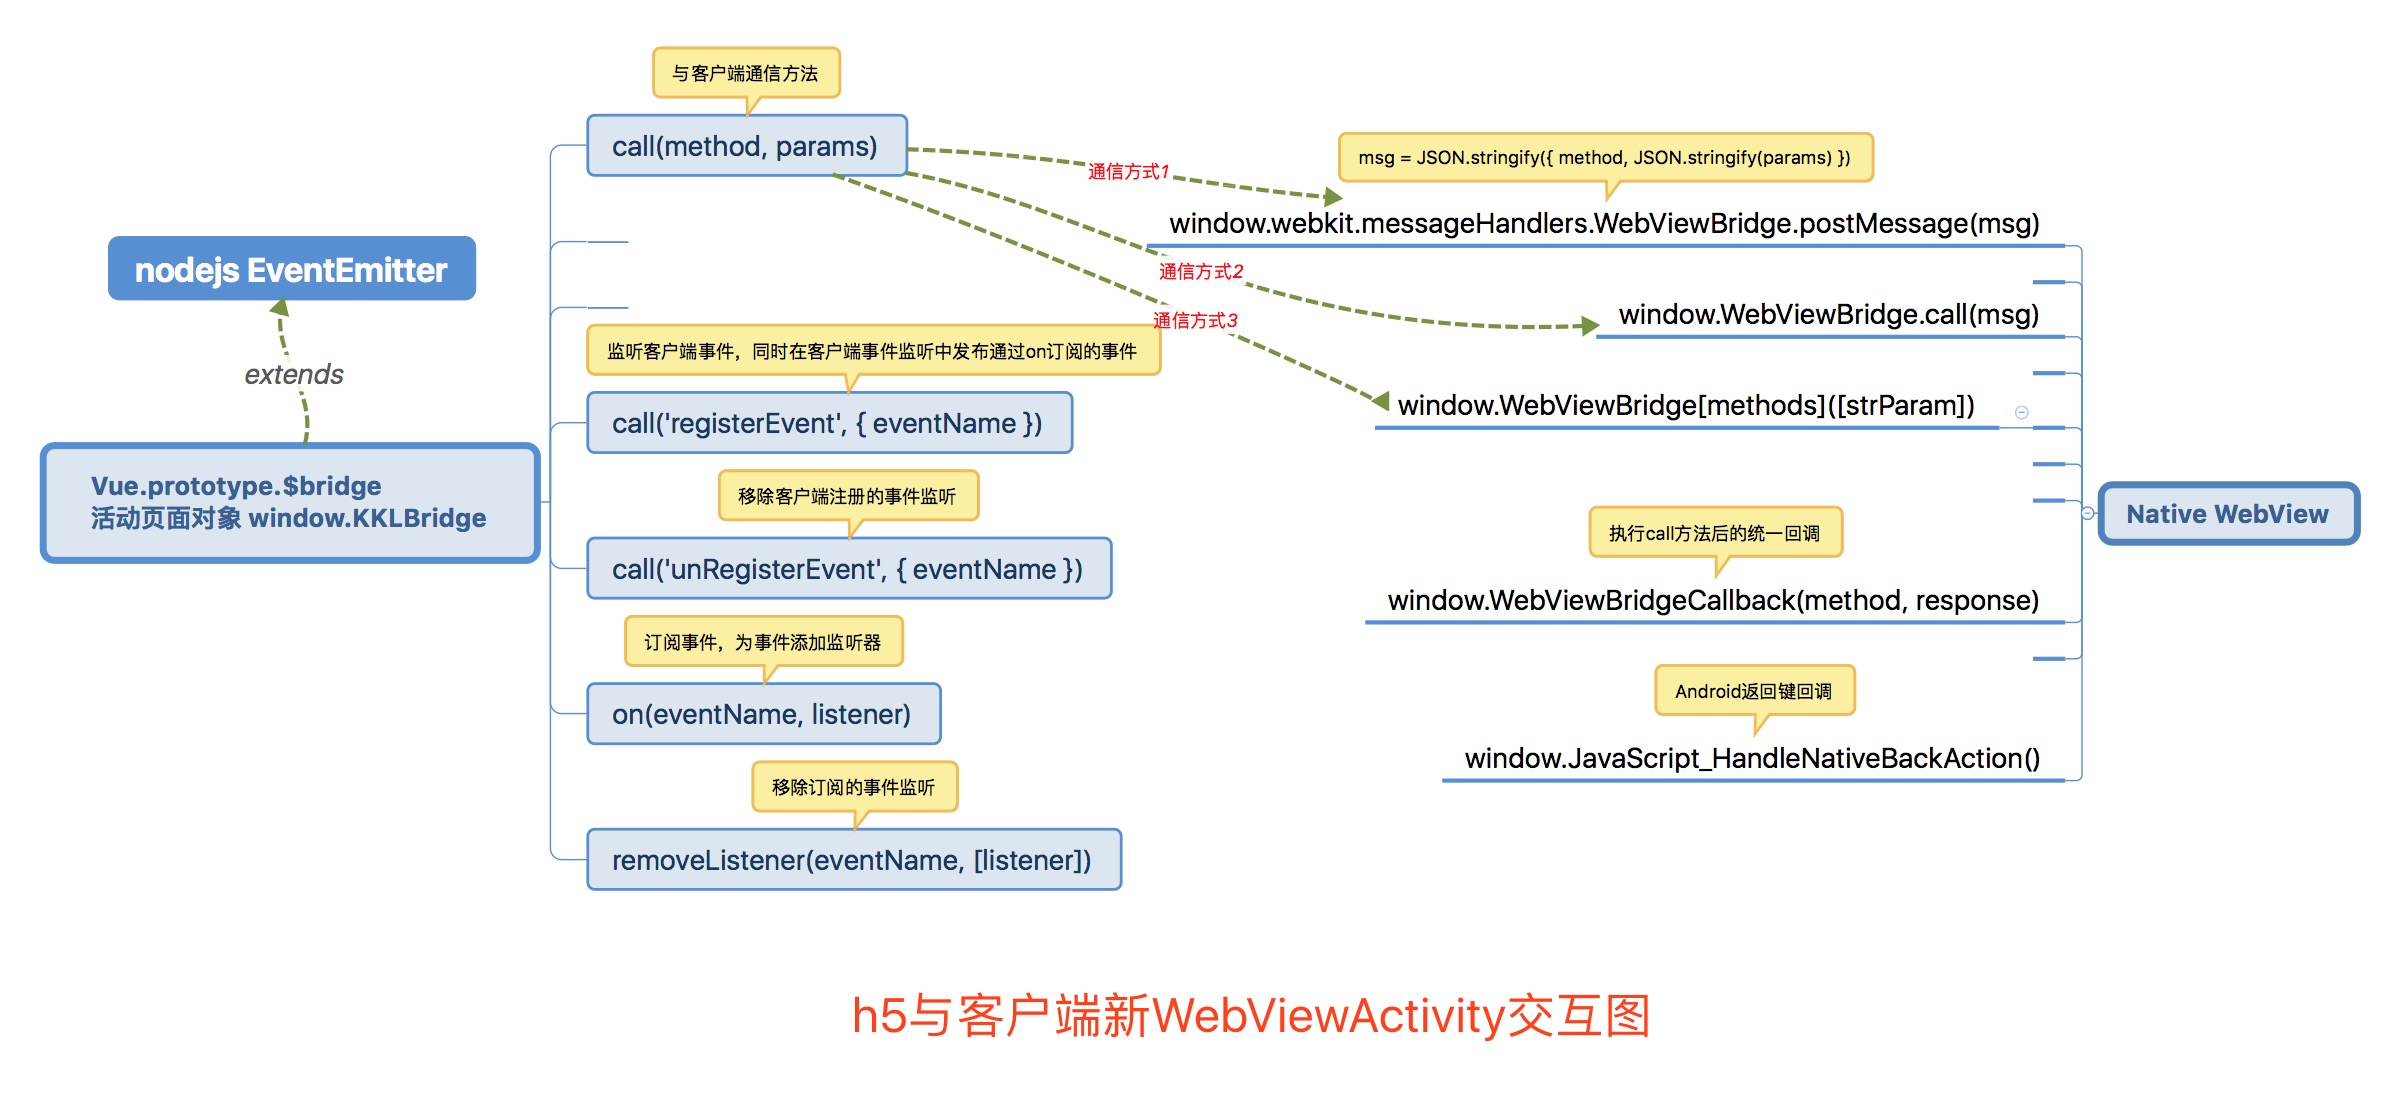 与客户端通信方法
call(method, params)
通信方式1
msg = JSON.stringify({ method, JSON.stringify(params) })
window.webkit.messageHandlers.WebViewBridge.postMessage(msg)
nodejs EventEmitter
通信方式2
window.WebViewBridge.call(msg)
通信方式3
监听客户端事件，同时在客户端事件监听中发布通过on订阅的事件
extends
window.WebViewBridge[methods]([strParam])
call('registerEvent', { eventName })
Vue.prototype.$bridge
活动页面对象 window.KKLBridge
移除客户端注册的事件监听
Native WebView
执行call方法后的统一回调
call('unRegisterEvent', { eventName })
window.WebViewBridgeCallback(method, response)
订阅事件，为事件添加监听器
Android返回键回调
on(eventName, listener)
window.JavaScript_HandleNativeBackAction()
移除订阅的事件监听
removeListener(eventName, [listener])
h5与客户端新WebViewActivity交互图